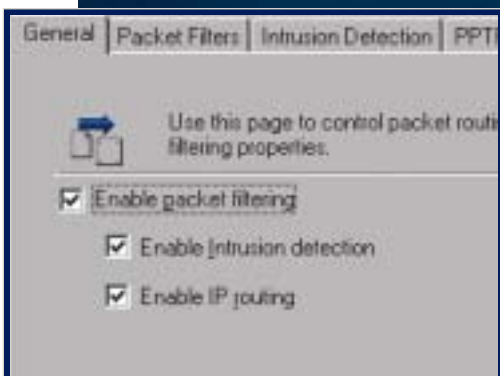 General Packet Filters Intrusion Detection PPT
Use this page to control packet routi
filtering properties.
Enable packet filtering
Enable Intrusion detection
Enable IP routing